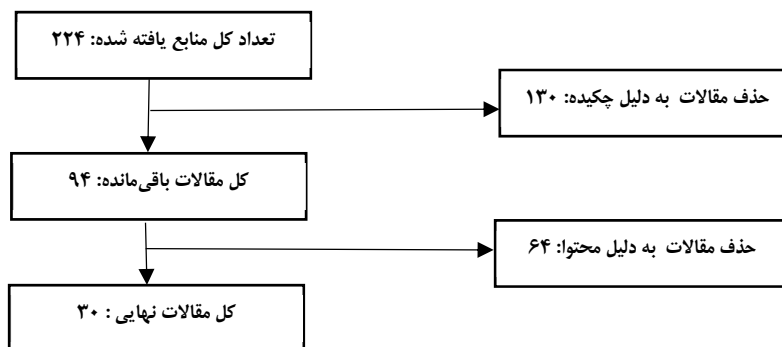 تعداد کل منابع یافته شده: ۲۲۴
حذف مقالات به دلیل چکیده: ۱۳۰
کل مقالات باقی‌مانده: ۹۴
حذف مقالات به دلیل محتوا: ۶۴
کل مقالات نهایی : ۳۰